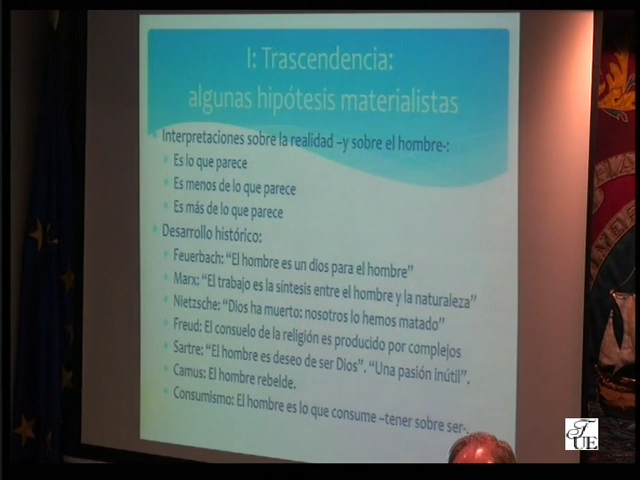 I: Trascendencia:
algunas hipótesis materialistas
Interpretaciones sobre la realidad –y sobre el hombre-:
Es lo que parece
Es menos de lo que parece
Es más de lo que parece
Desarrollo histórico:
Feuerbach: “El hombre es un dios para el hombre”
Marx: “El trabajo es la síntesis entre el hombre y la naturaleza”
Nietzsche: “Dios ha muerto: nosotros lo hemos matado”
Freud: El consuelo de la religión es producido por complejos
Sartre: “El hombre es deseo de ser Dios”. “Una pasión inútil”.
Camus: El hombre rebelde.
Consumismo: El hombre es lo que consume –tener sobre ser-.
UE